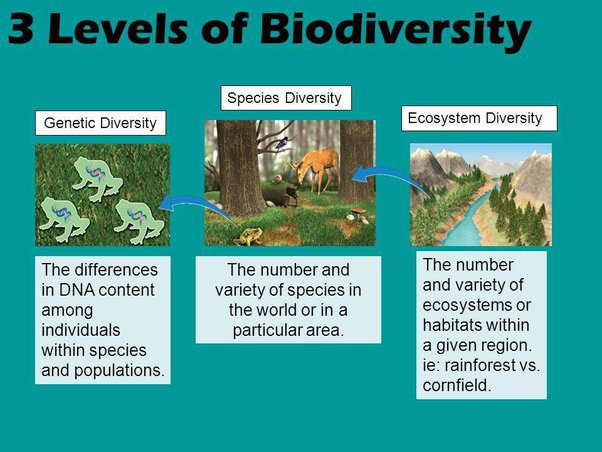 3 Levels of Biodiversity
Genetic Diversity
Species Diversity
Ecosystem Diversity
The differences
in DNA content
among
individuals
within species
and populations.
The number and
variety of species in
the world or in a
particular area.
The number
and variety of
ecosystems or
habitats within
a given region.
ie: rainforest vs.
cornfield.